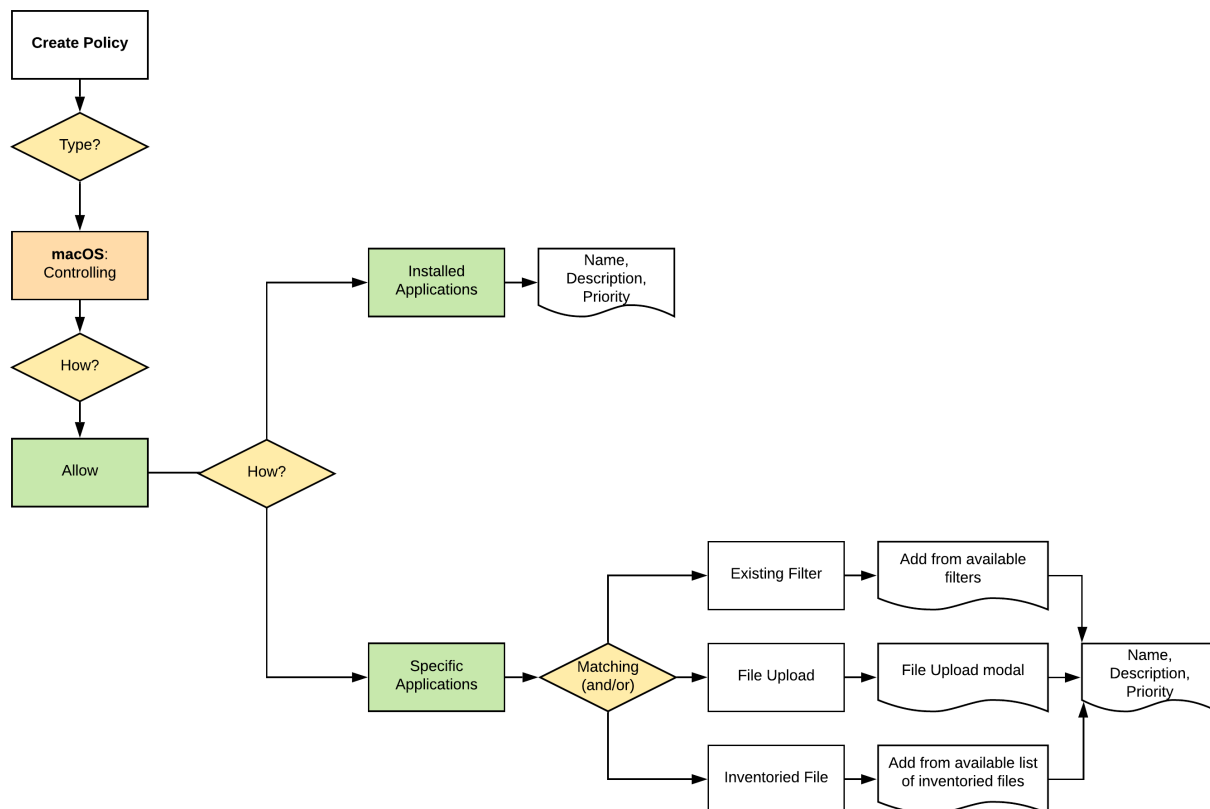 Create Policy
Type?
macOS:
Controlling
How?
Allow
How?
Installed
Applications
Name,
Description,
Priority
Specific
Applications
Matching
(and/or)
Existing Filter
Add from available
filters
File Upload
File Upload modal
Inventoried File
Add from available list
of inventoried files
Name,
Description,
Priority